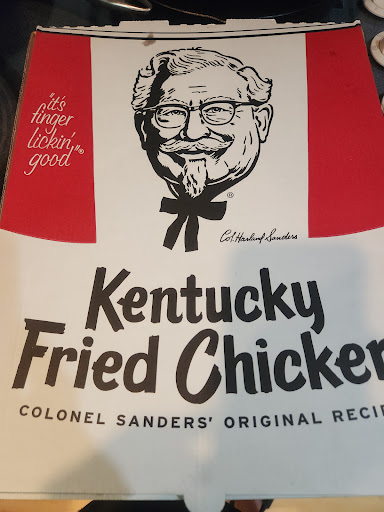 "it's
finger
lickin'
good"®
®
Col. Harland Sanders
Kentucky
Fried Chicken
COLONEL SANDERS' ORIGINAL RECI